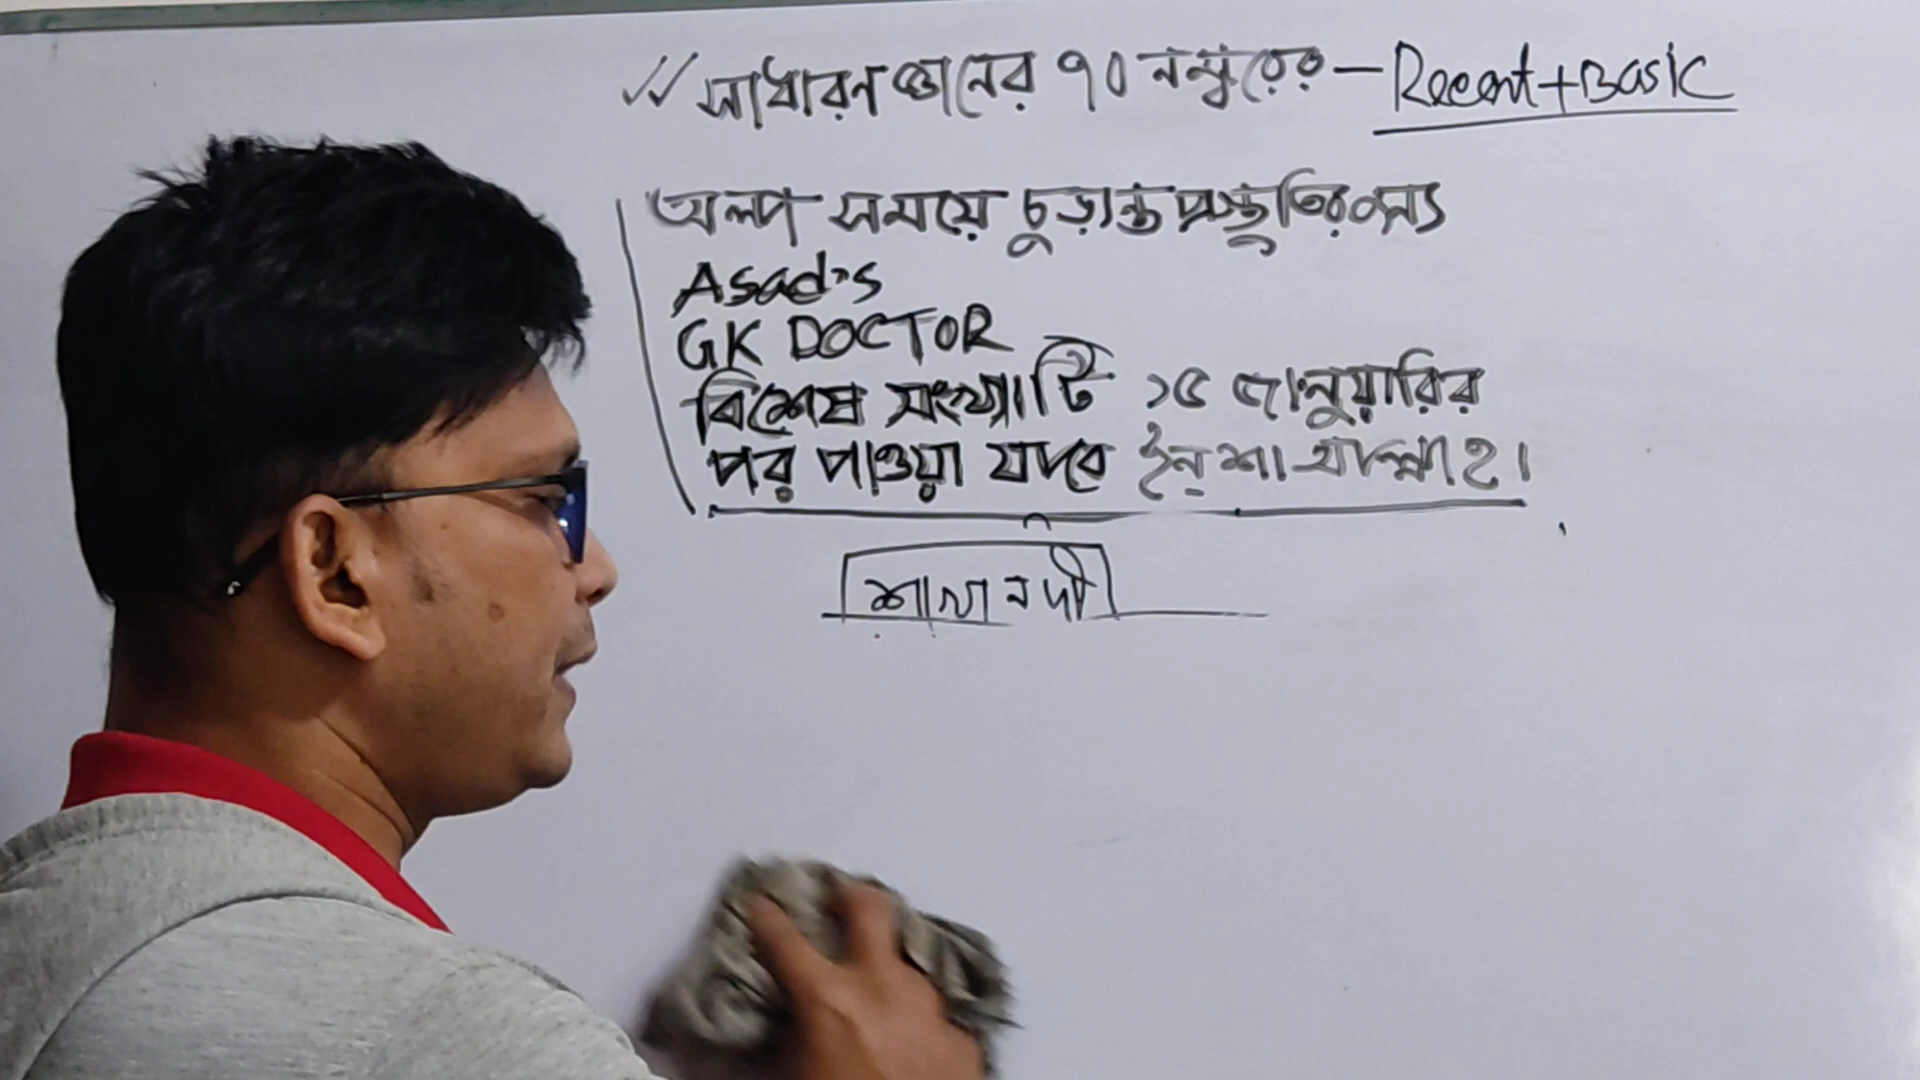 সাধারণ জ্ঞানের ৭০ নম্বরের — Recent + Basic
অল্প সময়ে চুড়ান্ত প্রস্তুতির জন্য
Asad's
GK DOCTOR
বিশেষ সংখ্যাটি ১৫ জানুয়ারির
পর পাওয়া যাবে ইনশাআল্লাহ।
শাখা নদী